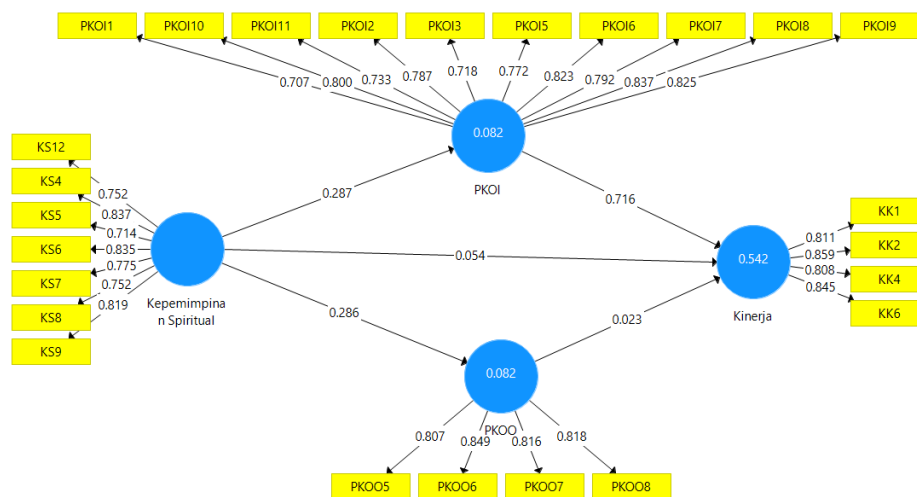 PKOI1
PKOI10
PKOI11
PKOI2
PKOI3
PKOI5
PKOI6
PKOI7
PKOI8
PKOI9
0.707
0.800
0.733
0.787
0.718
0.772
0.823
0.792
0.837
0.825
0.082
PKOI
KS12
KS4
KS5
KS6
KS7
KS8
KS9
0.752
0.837
0.714
0.835
0.775
0.752
0.819
Kepemimpina
n Spiritual
0.287
0.054
0.286
0.716
0.023
0.542
Kinerja
0.811
0.859
0.808
0.845
KK1
KK2
KK4
KK6
0.082
PKOO
0.807
0.849
0.816
0.818
PKOO5
PKOO6
PKOO7
PKOO8